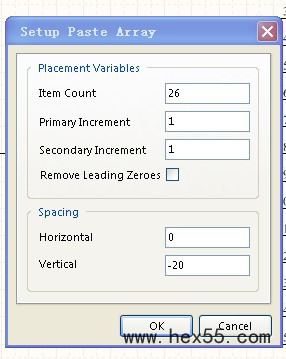 Setup Paste Array
Placement Variables
Item Count 26
Primary Increment 1
Secondary Increment 1
Remove Leading Zeroes
Spacing
Horizontal 0
Vertical -20
OK Cancel
www.hex55.com